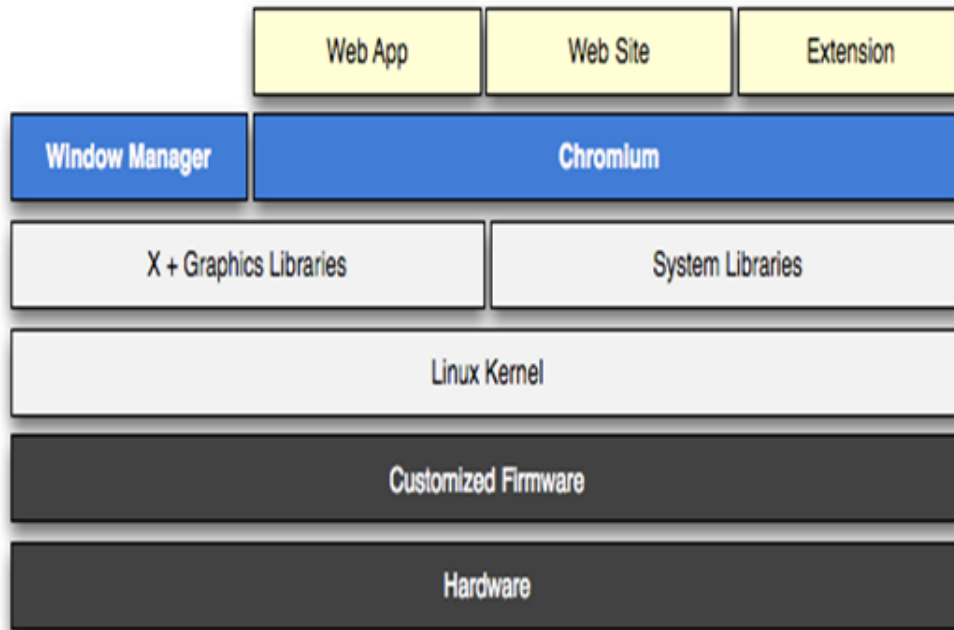 Web App
Web Site
Extension
Window Manager
Chromium
X + Graphics Libraries
System Libraries
Linux Kernel
Customized Firmware
Hardware